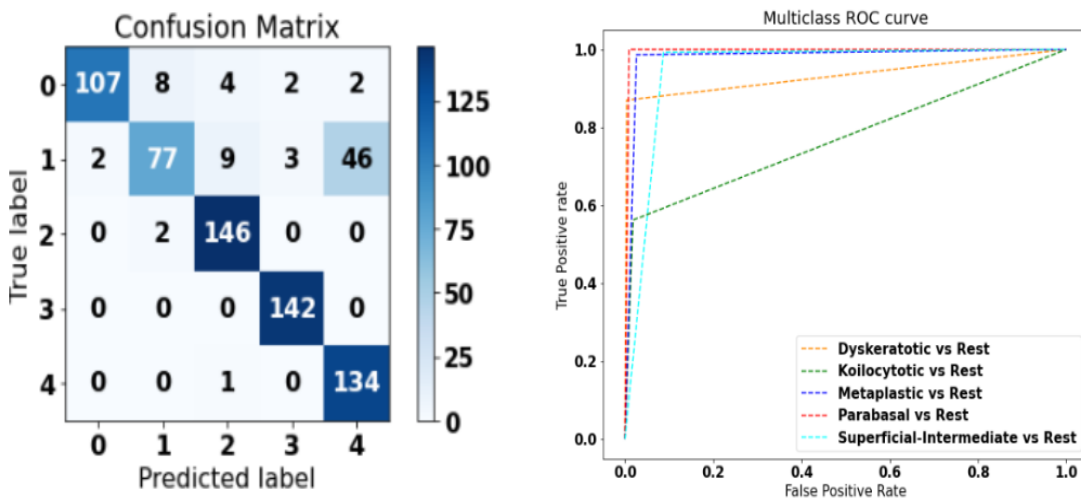 Confusion Matrix
True label
0
1
2
3
4
107 8 4 2 2
2 77 9 3 46
0 2 146 0 0
0 0 0 142 0
0 0 1 0 134
0 1 2 3 4
Predicted label
125
100
75
50
25
0
Multiclass ROC curve
True Positive rate
1.0
0.8
0.6
0.4
0.2
0.0
Dyskeratotic vs Rest
Koilocytotic vs Rest
Metaplastic vs Rest
Parabasal vs Rest
Superficial-Intermediate vs Rest
0.0 0.2 0.4 0.6 0.8 1.0
False Positive Rate